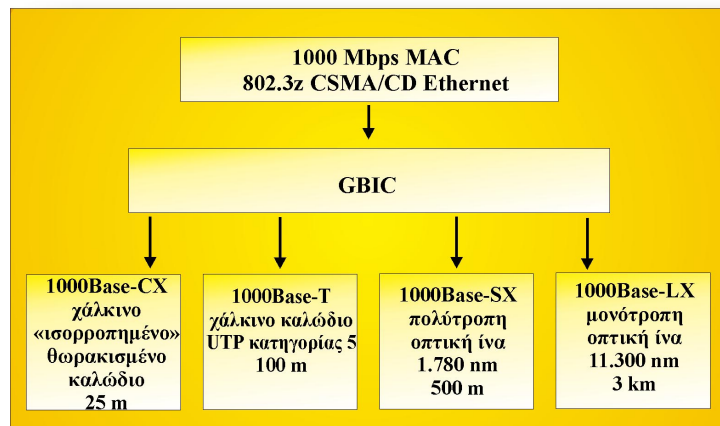 1000 Mbps MAC
802.3z CSMA/CD Ethernet
GBIC
1000Base-CX
χάλκινο
«ισορροπημένο»
θωρακισμένο
καλώδιο
25 m
1000Base-T
χάλκινο καλώδιο
UTP κατηγορίας 5
100 m
1000Base-SX
πολύτροπη
οπτική ίνα
1.780 nm
500 m
1000Base-LX
μονότροπη
οπτική ίνα
11.300 nm
3 km